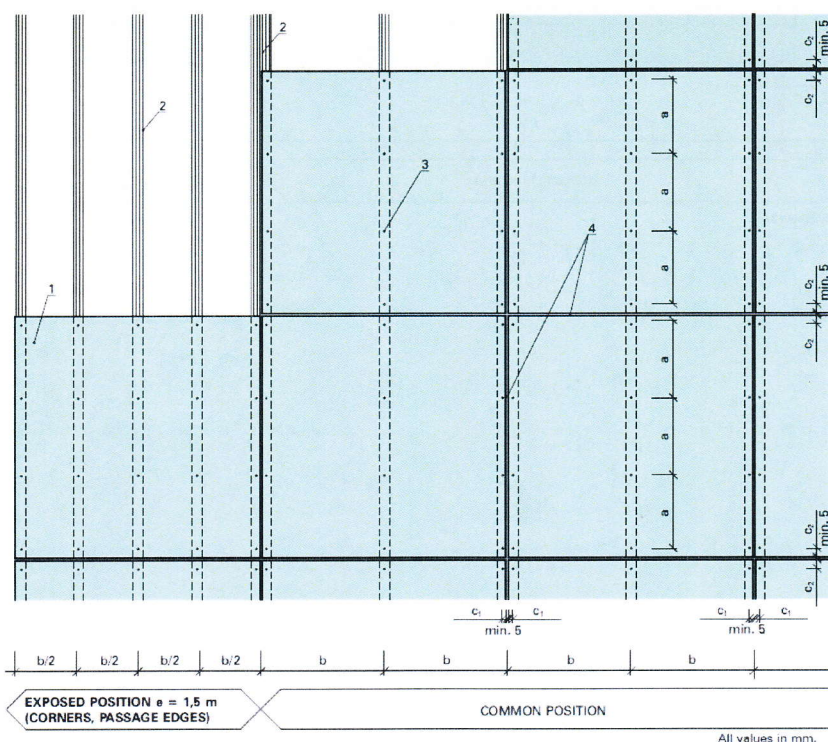 2
c₂
min. 5
c₂
2
a
3
a
4
a
c₂
min. 5
c₂
1
a
a
a
c₂
min. 5
c₂
c₁ c₁
min. 5
c₁ c₁
min. 5
b/2 b/2 b/2 b/2 b b b b
EXPOSED POSITION e = 1,5 m
(CORNERS, PASSAGE EDGES)
COMMON POSITION
All values in mm.